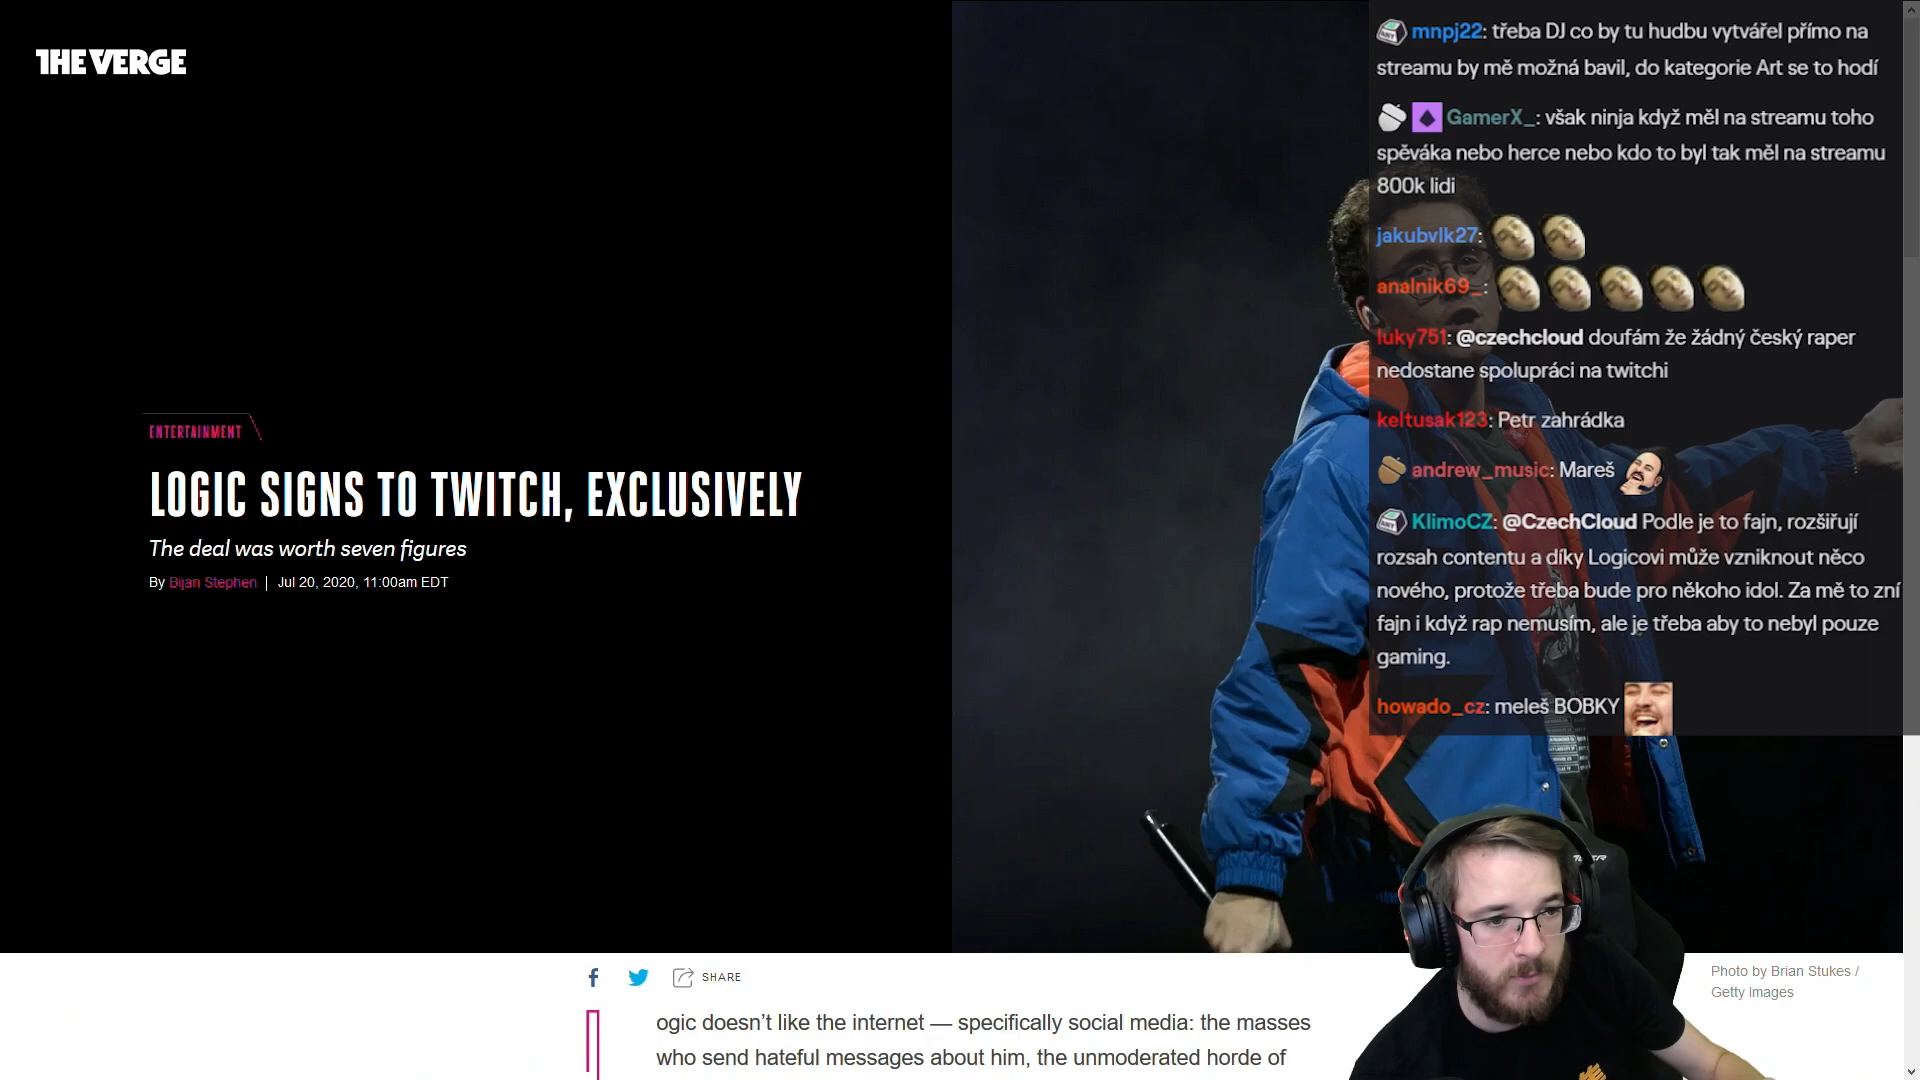 THE VERGE
ENTERTAINMENT
LOGIC SIGNS TO TWITCH, EXCLUSIVELY
The deal was worth seven figures
By Bijan Stephen | Jul 20, 2020, 11:00am EDT
mnpj22: třeba DJ co by tu hudbu vytvářel přímo na
streamu by mě možná bavil, do kategorie Art se to hodí
GamerX_: však ninja když měl na streamu toho
spěváka nebo herce nebo kdo to byl tak měl na streamu
800k lidi
jakubvlk27:
analnik69_:
luky751: @czechcloud doufám že žádný český raper
nedostane spolupráci na twitchi
keltusak123: Petr zahrádka
andrew_music: Mareš
KlimoCZ: @CzechCloud Podle je to fajn, rozšiřují
rozsah contentu a díky Logicovi může vzniknout něco
nového, protože třeba bude pro někoho idol. Za mě to zní
fajn i když rap nemusím, ale je třeba aby to nebyl pouze
gaming.
howado_cz: meleš BOBKY
SHARE
Photo by Brian Stukes /
Getty Images
ogic doesn’t like the internet — specifically social media: the masses
who send hateful messages about him, the unmoderated horde of